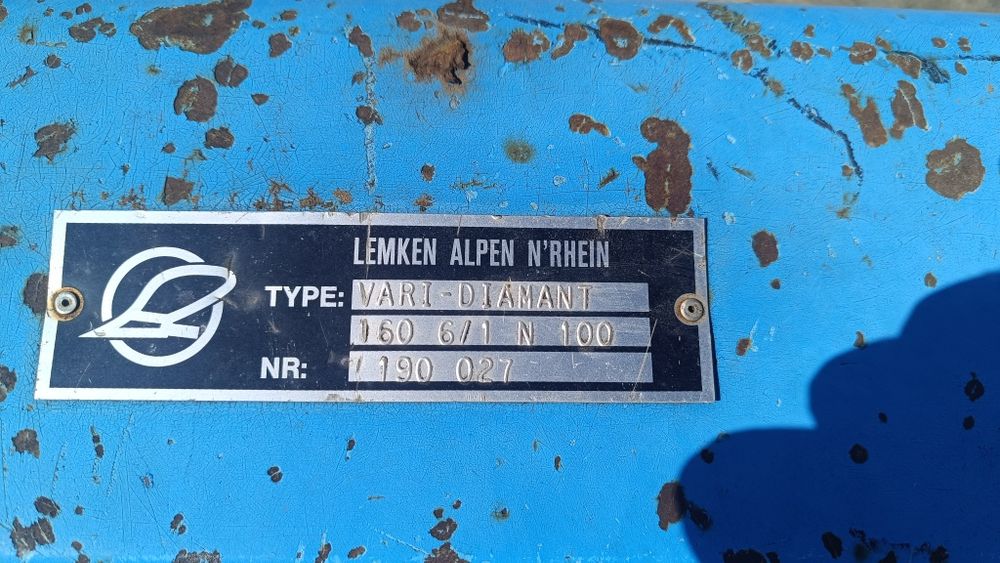 LEMKEN ALPEN N'RHEIN
TYPE: VARI-DIAMANT
160 6/1 N 100
NR: 190 027